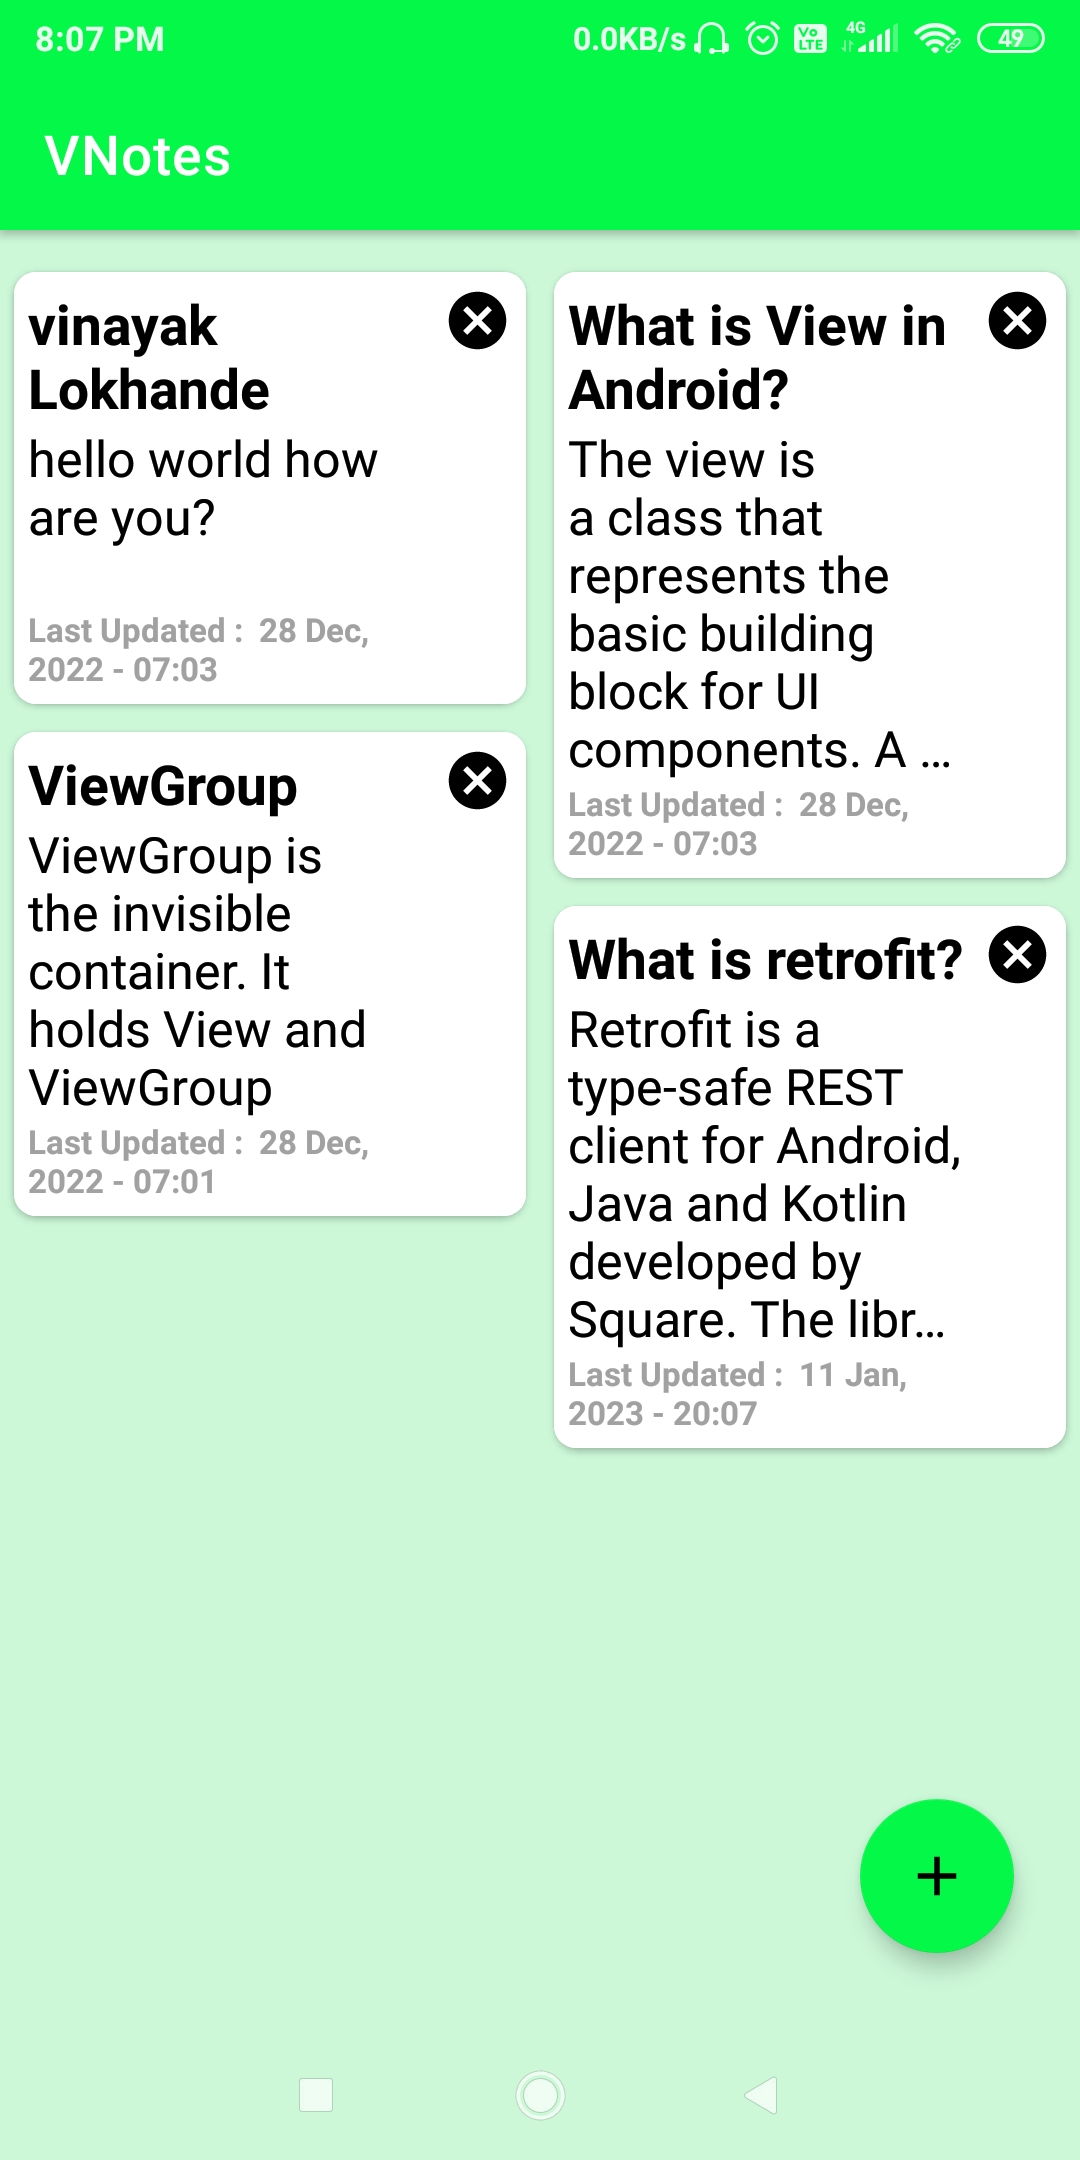 8:07 PM
0.0KB/s
Vo
LTE
4G
49
VNotes
vinayak
Lokhande
hello world how
are you?
Last Updated :  28 Dec,
2022 - 07:03
What is View in
Android?
The view is
a class that
represents the
basic building
block for UI
components. A ...
Last Updated :  28 Dec,
2022 - 07:03
ViewGroup
ViewGroup is
the invisible
container. It
holds View and
ViewGroup
Last Updated :  28 Dec,
2022 - 07:01
What is retrofit?
Retrofit is a
type-safe REST
client for Android,
Java and Kotlin
developed by
Square. The libr...
Last Updated :  11 Jan,
2023 - 20:07